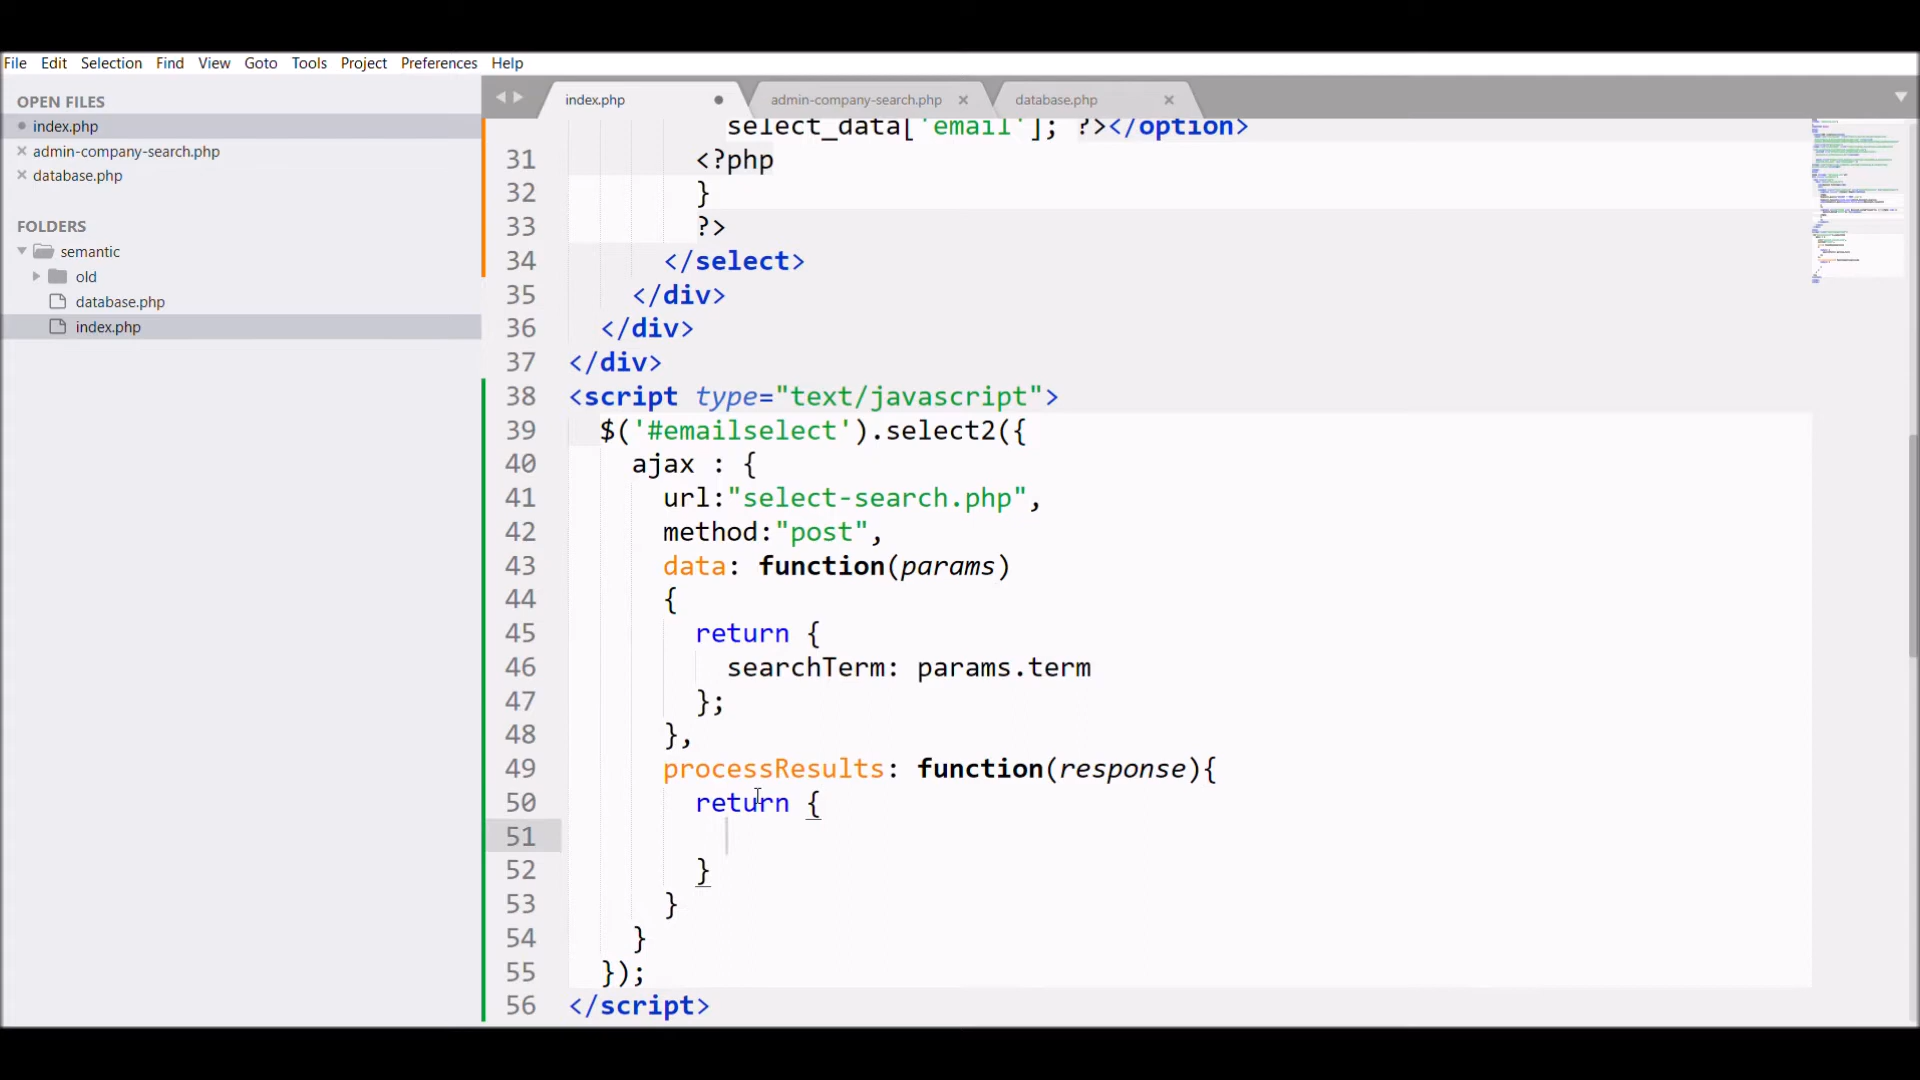 File Edit Selection Find View Goto Tools Project Preferences Help
OPEN FILES
index.php
admin-company-search.php
database.php
FOLDERS
semantic
old
database.php
index.php
index.php
admin-company-search.php
database.php
select_data['email']; ?></option>
31 <?php
32 }
33 ?>
34 </select>
35 </div>
36 </div>
37 </div>
38 <script type="text/javascript">
39 $('#emailselect').select2({
40 ajax : {
41 url:"select-search.php",
42 method:"post",
43 data: function(params)
44 {
45 return {
46 searchTerm: params.term
47 };
48 },
49 processResults: function(response){
50 return {
51
52 }
53 }
54 }
55 });
56 </script>